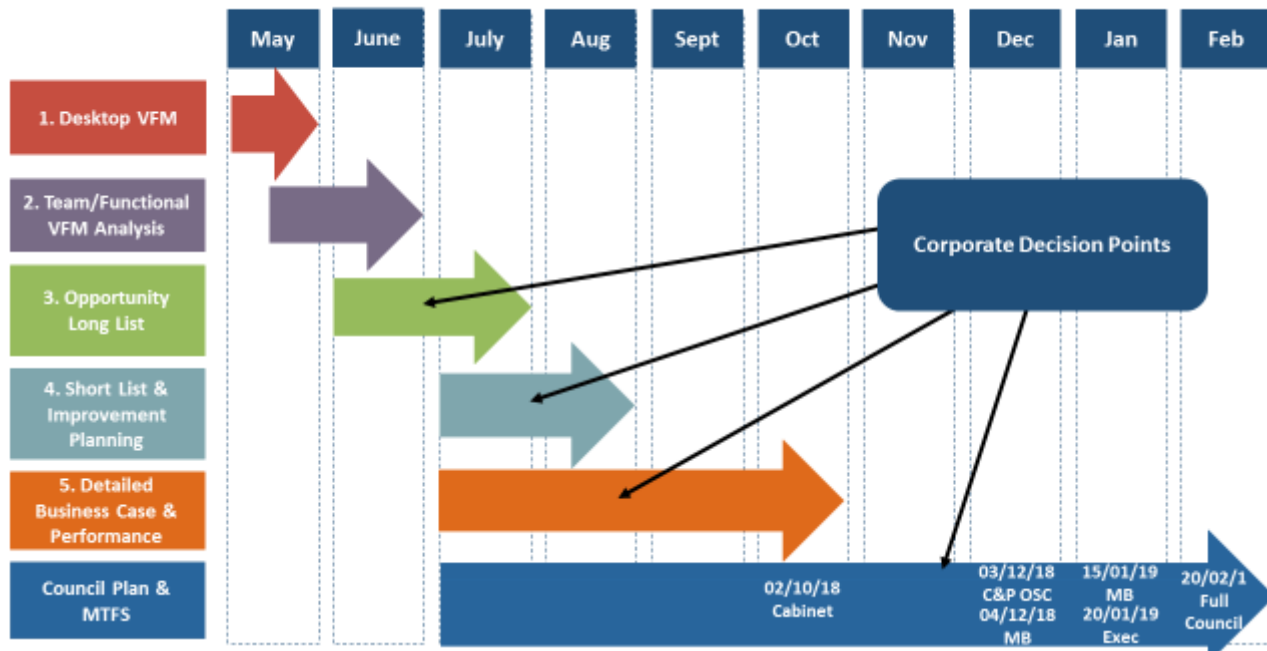 May
June
July
Aug
Sept
Oct
Nov
Dec
Jan
Feb
1. Desktop VFM
2. Team/Functional
VFM Analysis
Corporate Decision Points
3. Opportunity
Long List
4. Short List &
Improvement
Planning
5. Detailed
Business Case &
Performance
Council Plan &
MTFS
02/10/18
Cabinet
03/12/18
C&P OSC
04/12/18
MB
15/01/19
MB
20/01/19
Exec
20/02/1
Full
Council